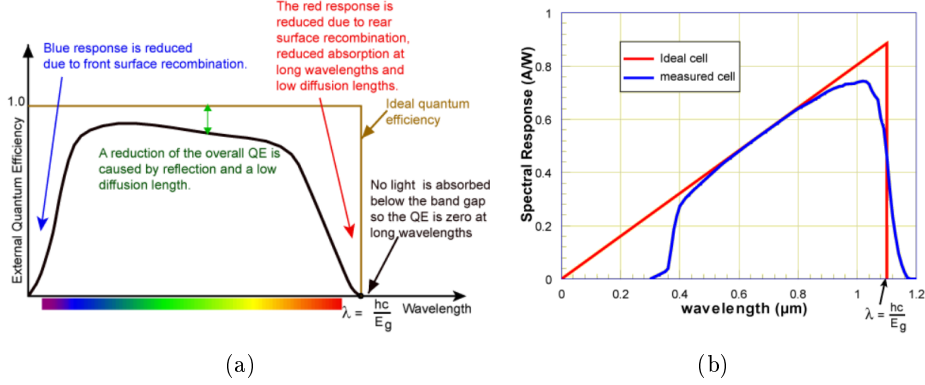 The red response is
reduced due to rear
surface recombination,
reduced absorption at
long wavelengths and
low diffusion lengths.
Blue response is reduced
due to front surface recombination.
1.0
Ideal quantum
efficiency
A reduction of the overall QE is
caused by reflection and a low
diffusion length.
No light is absorbed
below the band gap
so the QE is zero at
long wavelengths
External Quantum Efficiency
λ = hc/Eg
Wavelength
(a)
1
0.8
0.6
0.4
0.2
0
Spectral Response (A/W)
Ideal cell
measured cell
0 0.2 0.4 0.6 0.8 1 1.2
wavelength (µm)
λ = hc/Eg
(b)